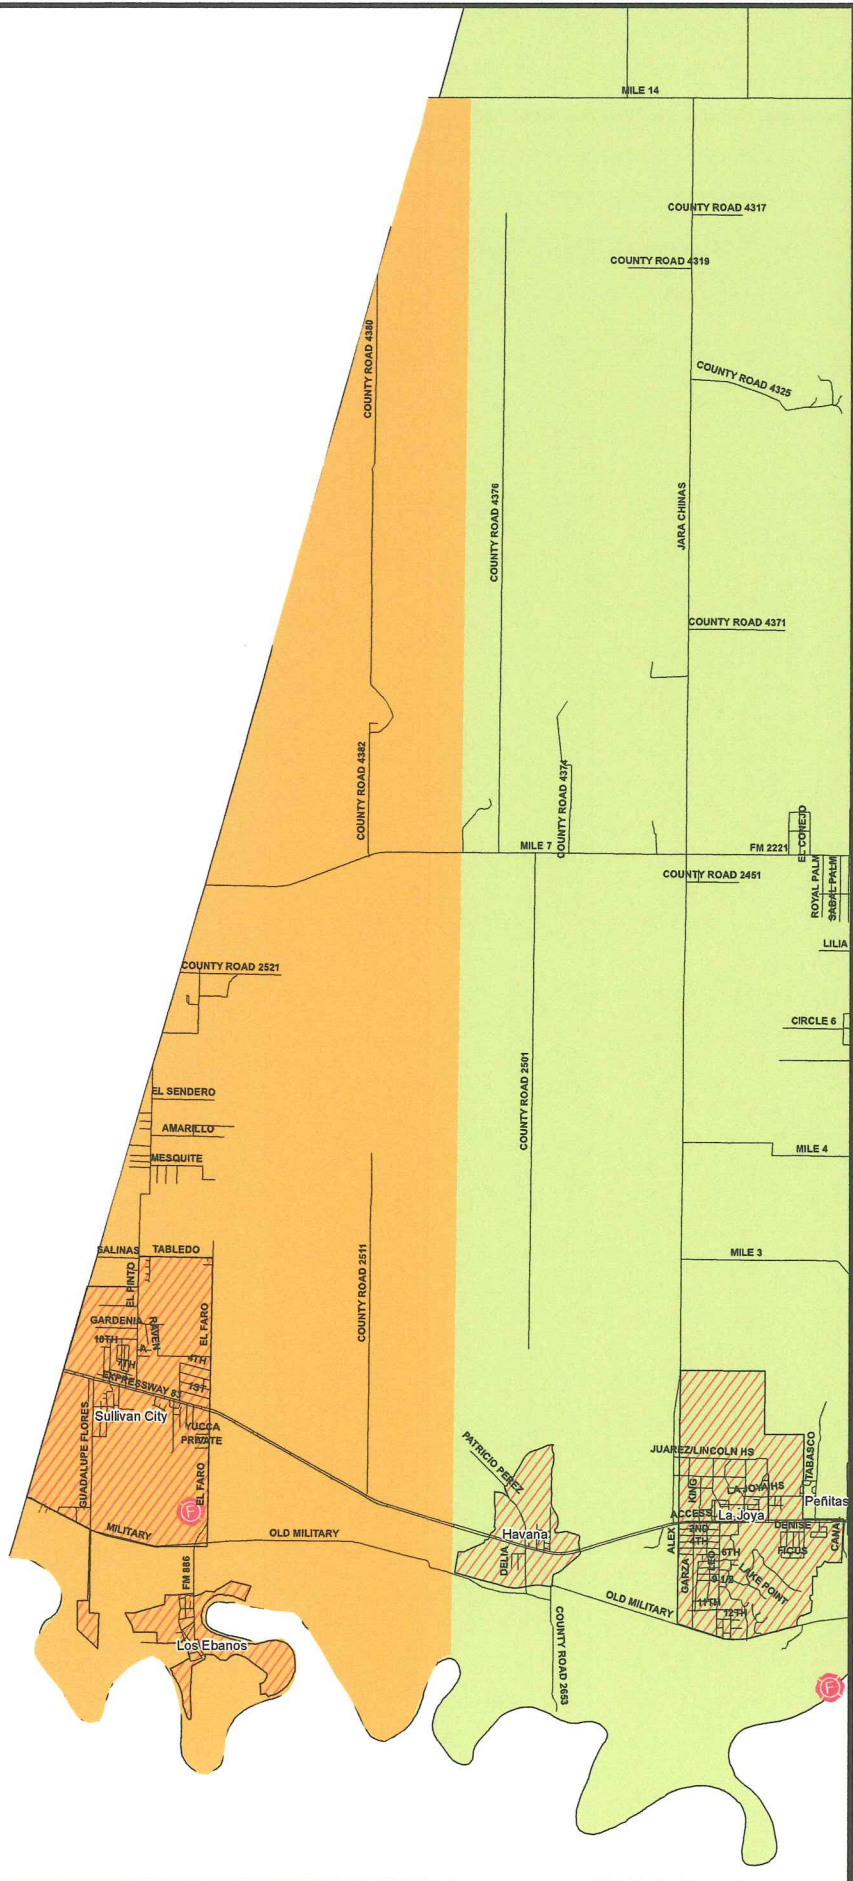 MILE 14
COUNTY ROAD 4317
COUNTY ROAD 4319
COUNTY ROAD 4380
COUNTY ROAD 4325
COUNTY ROAD 4376
JARA CHINAS
COUNTY ROAD 4371
COUNTY ROAD 4382
COUNTY ROAD 4374
EL CONEJO
MILE 7
FM 2221
COUNTY ROAD 2451
ROYAL PALM
SABAL PALM
LILIA
COUNTY ROAD 2521
CIRCLE 6
COUNTY ROAD 2501
EL SENDERO
AMARILLO
MESQUITE
MILE 4
SALINAS
TABLEDO
MILE 3
COUNTY ROAD 2511
EL PINTO
GARDENIA
RAVEN
EL FARO
10TH
A
7TH
4TH
EXPRESSWAY 83
1ST
Sullivan City
GUADALUPE FLORES
YUCCA
PRIVATE
EL FARO
F
PATRICIO PEREZ
JUAREZ/LINCOLN HS
TABASCO
KING
LA JOYA HS
Peñitas
ACCESS
La Joya
MILITARY
OLD MILITARY
Havana
DELIA
ALEX
2ND
4TH
DENISE
CANAL
FICUS
6TH
LEO
9 1/2
GARZA
LAKE POINT
FM 886
OLD MILITARY
11TH
12TH
Los Ebanos
COUNTY ROAD 2653
F